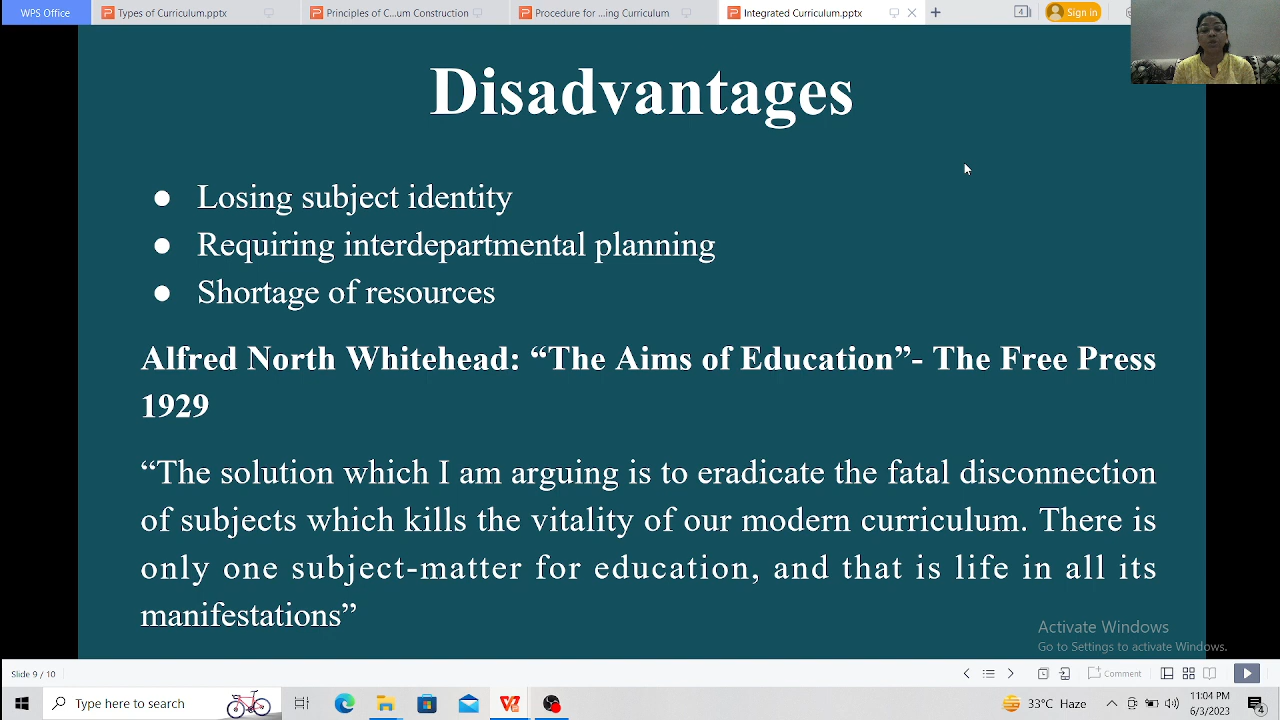 WPS Office
Types of Curriculum.pptx
Principles of C...um Construction
Procedure for ...ing Curriculum
Integrated Curriculum.pptx
4
Sign in
Disadvantages
● Losing subject identity
● Requiring interdepartmental planning
● Shortage of resources
Alfred North Whitehead: “The Aims of Education”- The Free Press
1929
“The solution which I am arguing is to eradicate the fatal disconnection
of subjects which kills the vitality of our modern curriculum. There is
only one subject-matter for education, and that is life in all its
manifestations”
Activate Windows
Go to Settings to activate Windows.
Slide 9 / 10
Comment
Type here to search
33°C Haze
11:04 PM
6/3/2023
4